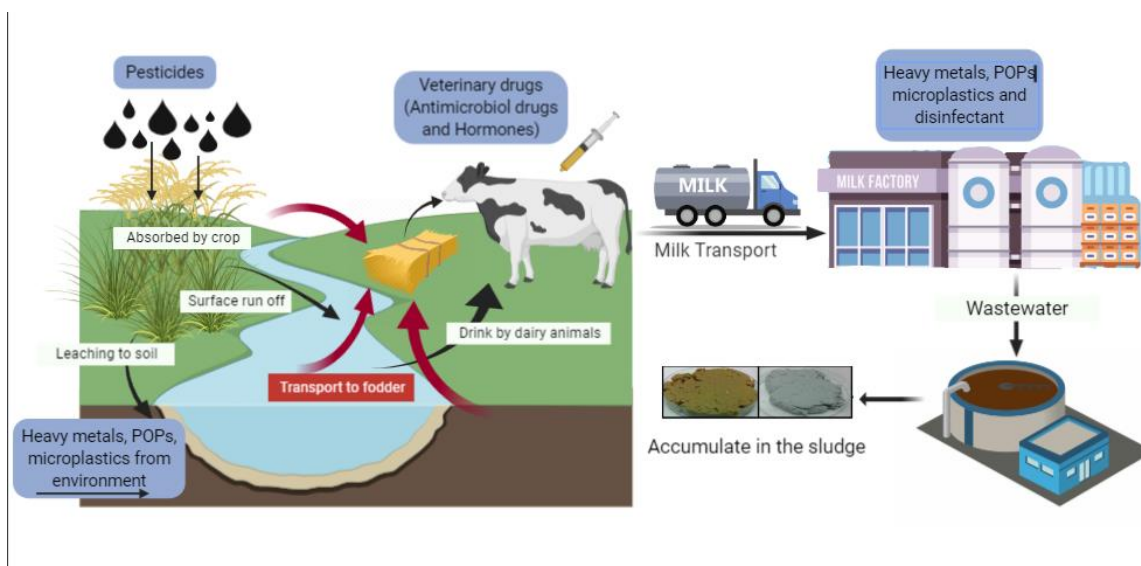 Pesticides
Veterinary drugs
(Antimicrobiol drugs
and Hormones)
Heavy metals, POPs
microplastics and
disinfectant
MILK
MILK FACTORY
Absorbed by crop
Milk Transport
Surface run off
Wastewater
Drink by dairy animals
Leaching to soil
Transport to fodder
Heavy metals, POPs,
microplastics from
environment
Accumulate in the sludge